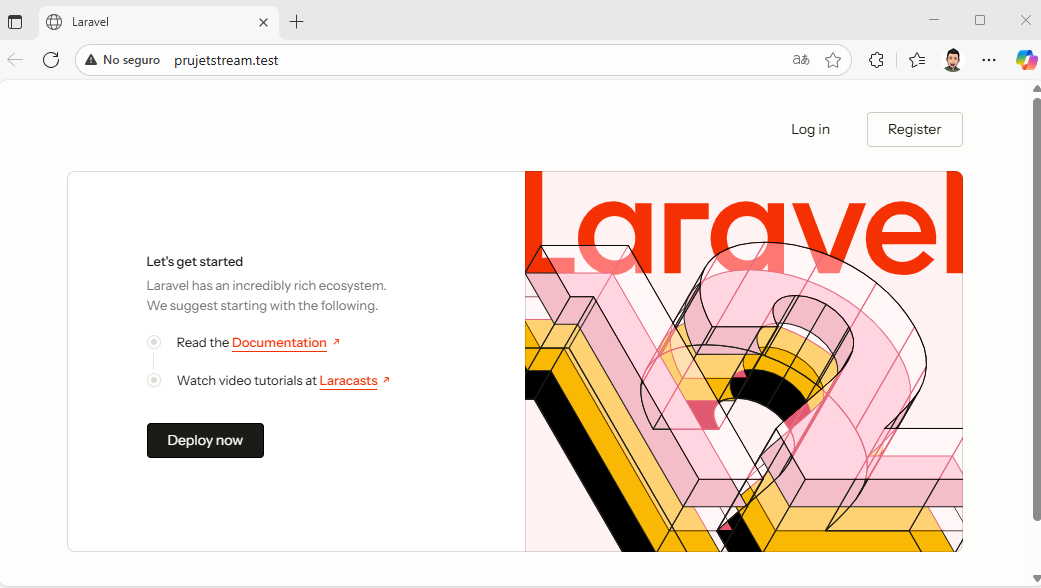 Laravel
No seguro prujetstream.test
Log in Register
Laravel
Let's get started
Laravel has an incredibly rich ecosystem.
We suggest starting with the following.
Read the Documentation
Watch video tutorials at Laracasts
Deploy now